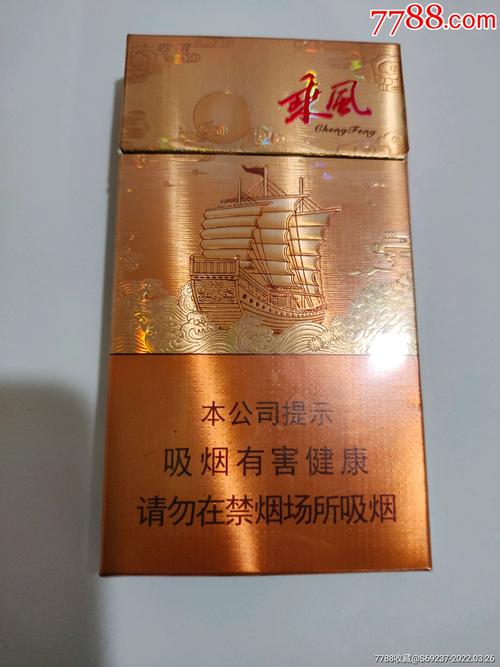 7788.com
乘風
ChengFeng
本公司提示
吸烟有害健康
请勿在禁烟场所吸烟
7788收藏@S69237-2022.03.26